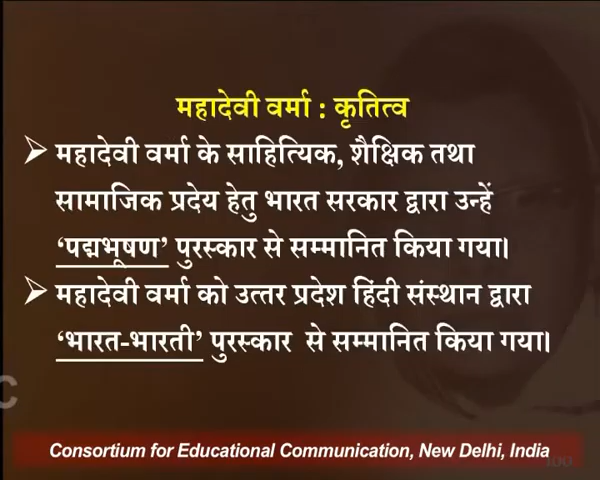 महादेवी वर्मा : कृतित्व
➢ महादेवी वर्मा के साहित्यिक, शैक्षिक तथा
सामाजिक प्रदेय हेतु भारत सरकार द्वारा उन्हें
‘पद्मभूषण’ पुरस्कार से सम्मानित किया गया।
➢ महादेवी वर्मा को उत्तर प्रदेश हिंदी संस्थान द्वारा
‘भारत-भारती’ पुरस्कार से सम्मानित किया गया।
C
Consortium for Educational Communication, New Delhi, India